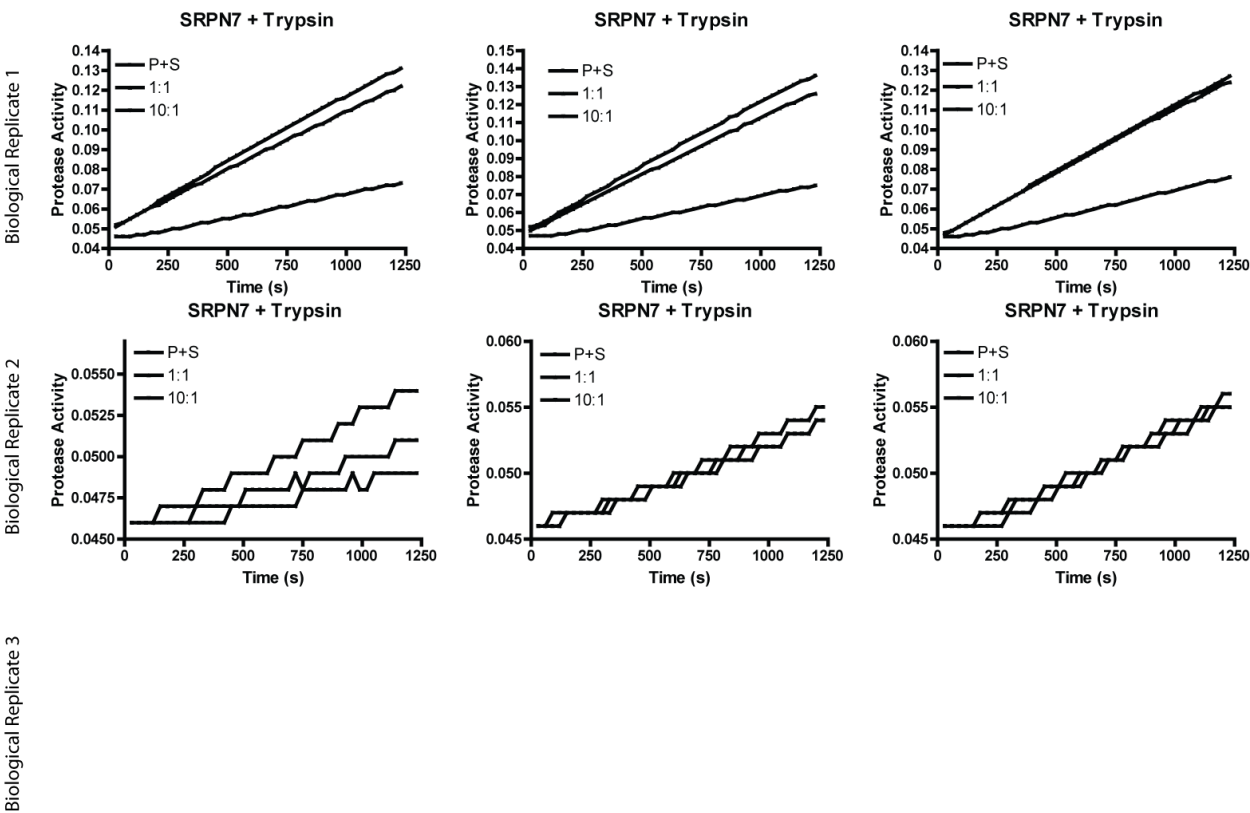 SRPN7 + Trypsin
Biological Replicate 1
Protease Activity
0.14
0.13
0.12
0.11
0.10
0.09
0.08
0.07
0.06
0.05
0.04
P+S
1:1
10:1
0 250 500 750 1000 1250
Time (s)
SRPN7 + Trypsin
Protease Activity
0.15
0.14
0.13
0.12
0.11
0.10
0.09
0.08
0.07
0.06
0.05
0.04
P+S
1:1
10:1
0 250 500 750 1000 1250
Time (s)
SRPN7 + Trypsin
Protease Activity
0.14
0.13
0.12
0.11
0.10
0.09
0.08
0.07
0.06
0.05
0.04
P+S
1:1
10:1
0 250 500 750 1000 1250
Time (s)
SRPN7 + Trypsin
Biological Replicate 2
Protease Activity
0.0550
0.0525
0.0500
0.0475
0.0450
P+S
1:1
10:1
0 250 500 750 1000 1250
Time (s)
SRPN7 + Trypsin
Protease Activity
0.060
0.055
0.050
0.045
P+S
1:1
10:1
0 250 500 750 1000 1250
Time (s)
SRPN7 + Trypsin
Protease Activity
0.060
0.055
0.050
0.045
P+S
1:1
10:1
0 250 500 750 1000 1250
Time (s)
Biological Replicate 3